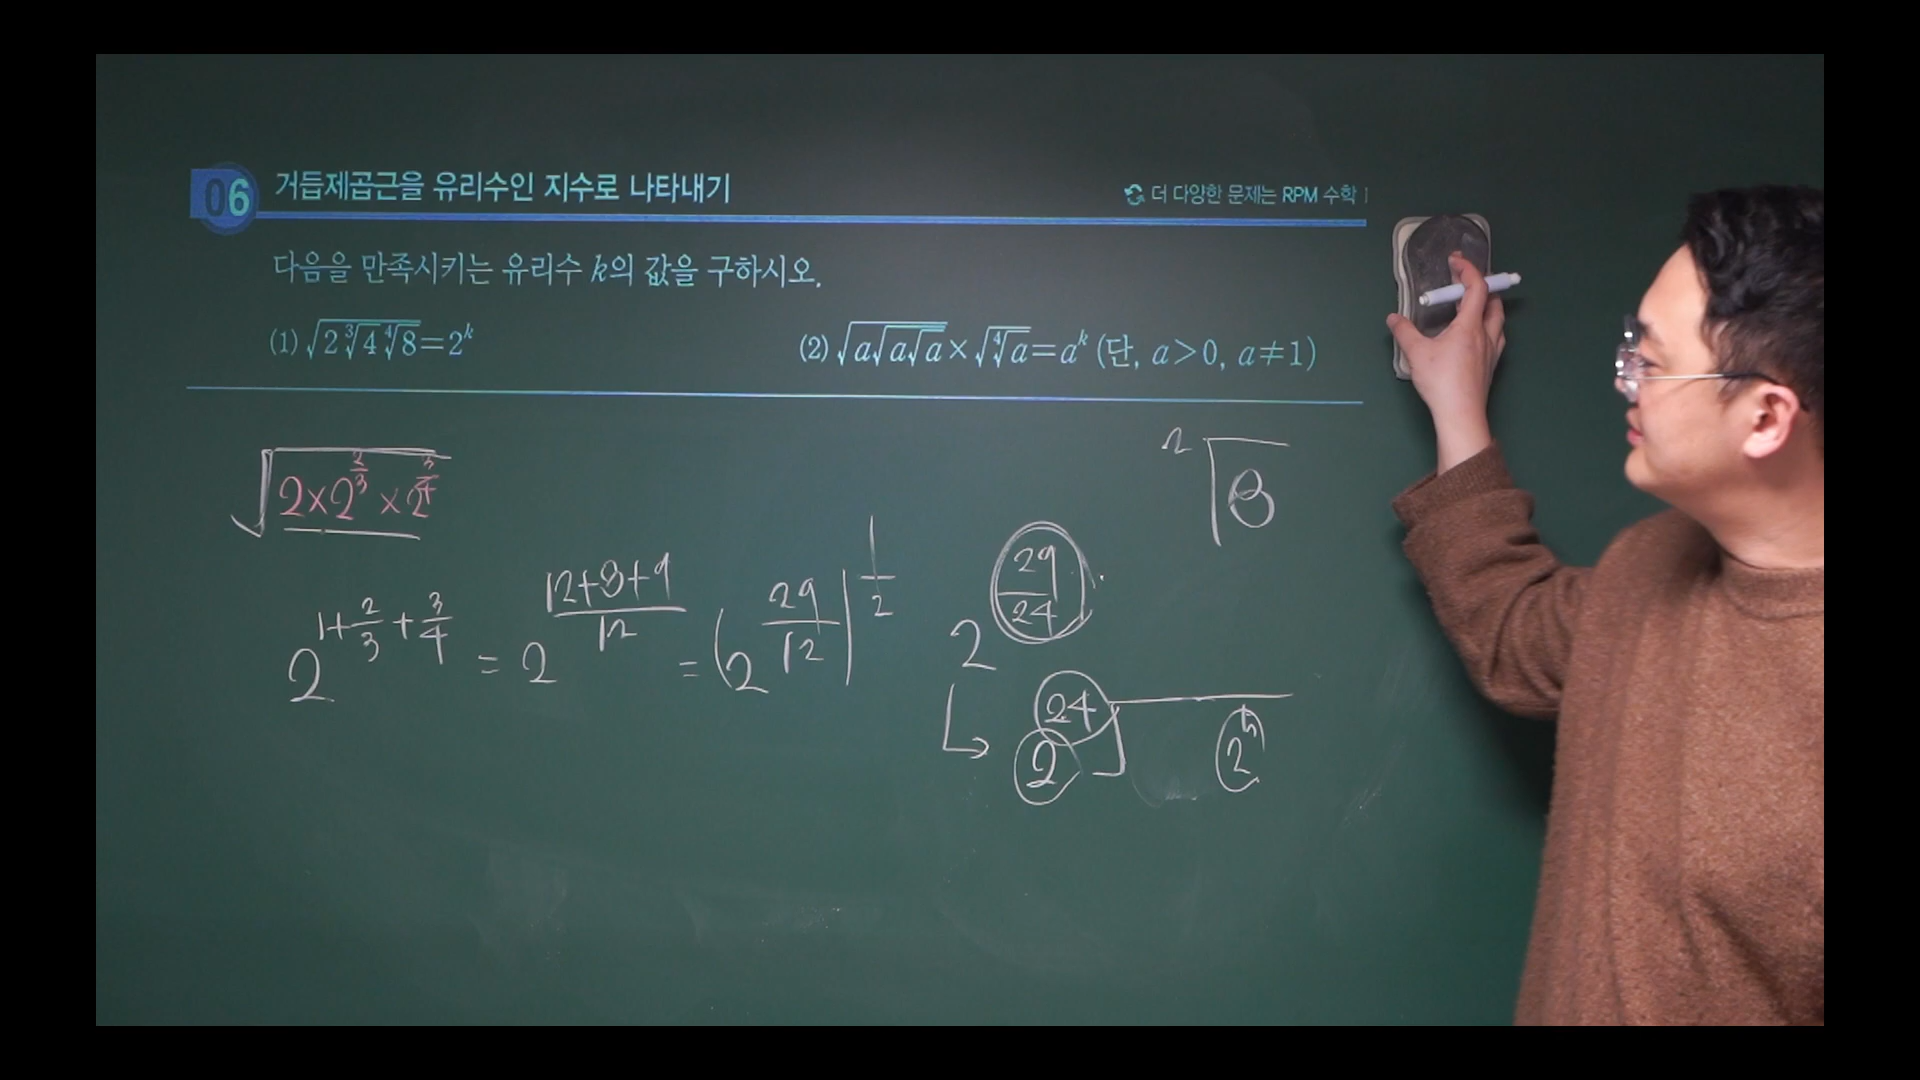 06 거듭제곱근을 유리수인 지수로 나타내기
더 다양한 문제는 RPM 수학 I
다음을 만족시키는 유리수 k의 값을 구하시오.
(1) √(2∛(4∜8))=2^k
(2) √(a√(a√a))×√(∜a)=a^k (단, a>0, a≠1)
√(2×2^(2/3)×2^(3/4))
2^(1+2/3+3/4) = 2^((12+8+9)/12) = (2^(29/12))^(1/2)
2^(29/24)
2 √8
24
2
2